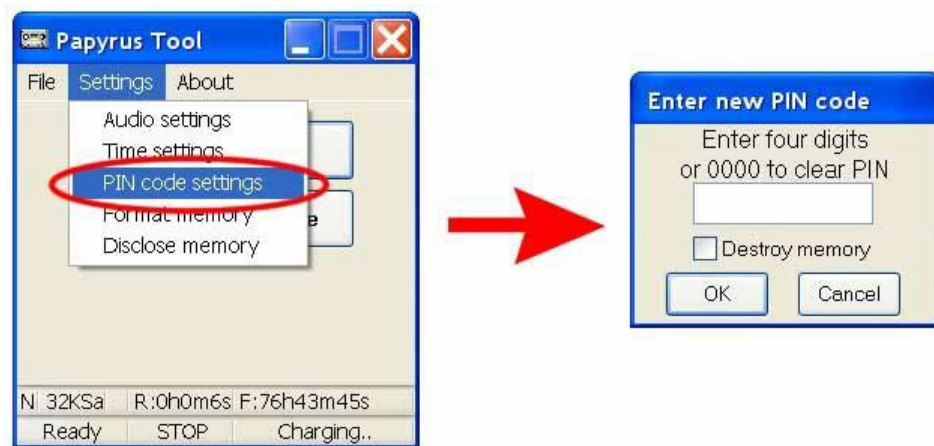 Papyrus Tool
File Settings About
Audio settings
Time settings
PIN code settings
Format memory
Disclose memory
e
N 32KSa R:0h0m6s F:76h43m45s
Ready STOP Charging..
Enter new PIN code
Enter four digits
or 0000 to clear PIN
Destroy memory
OK Cancel